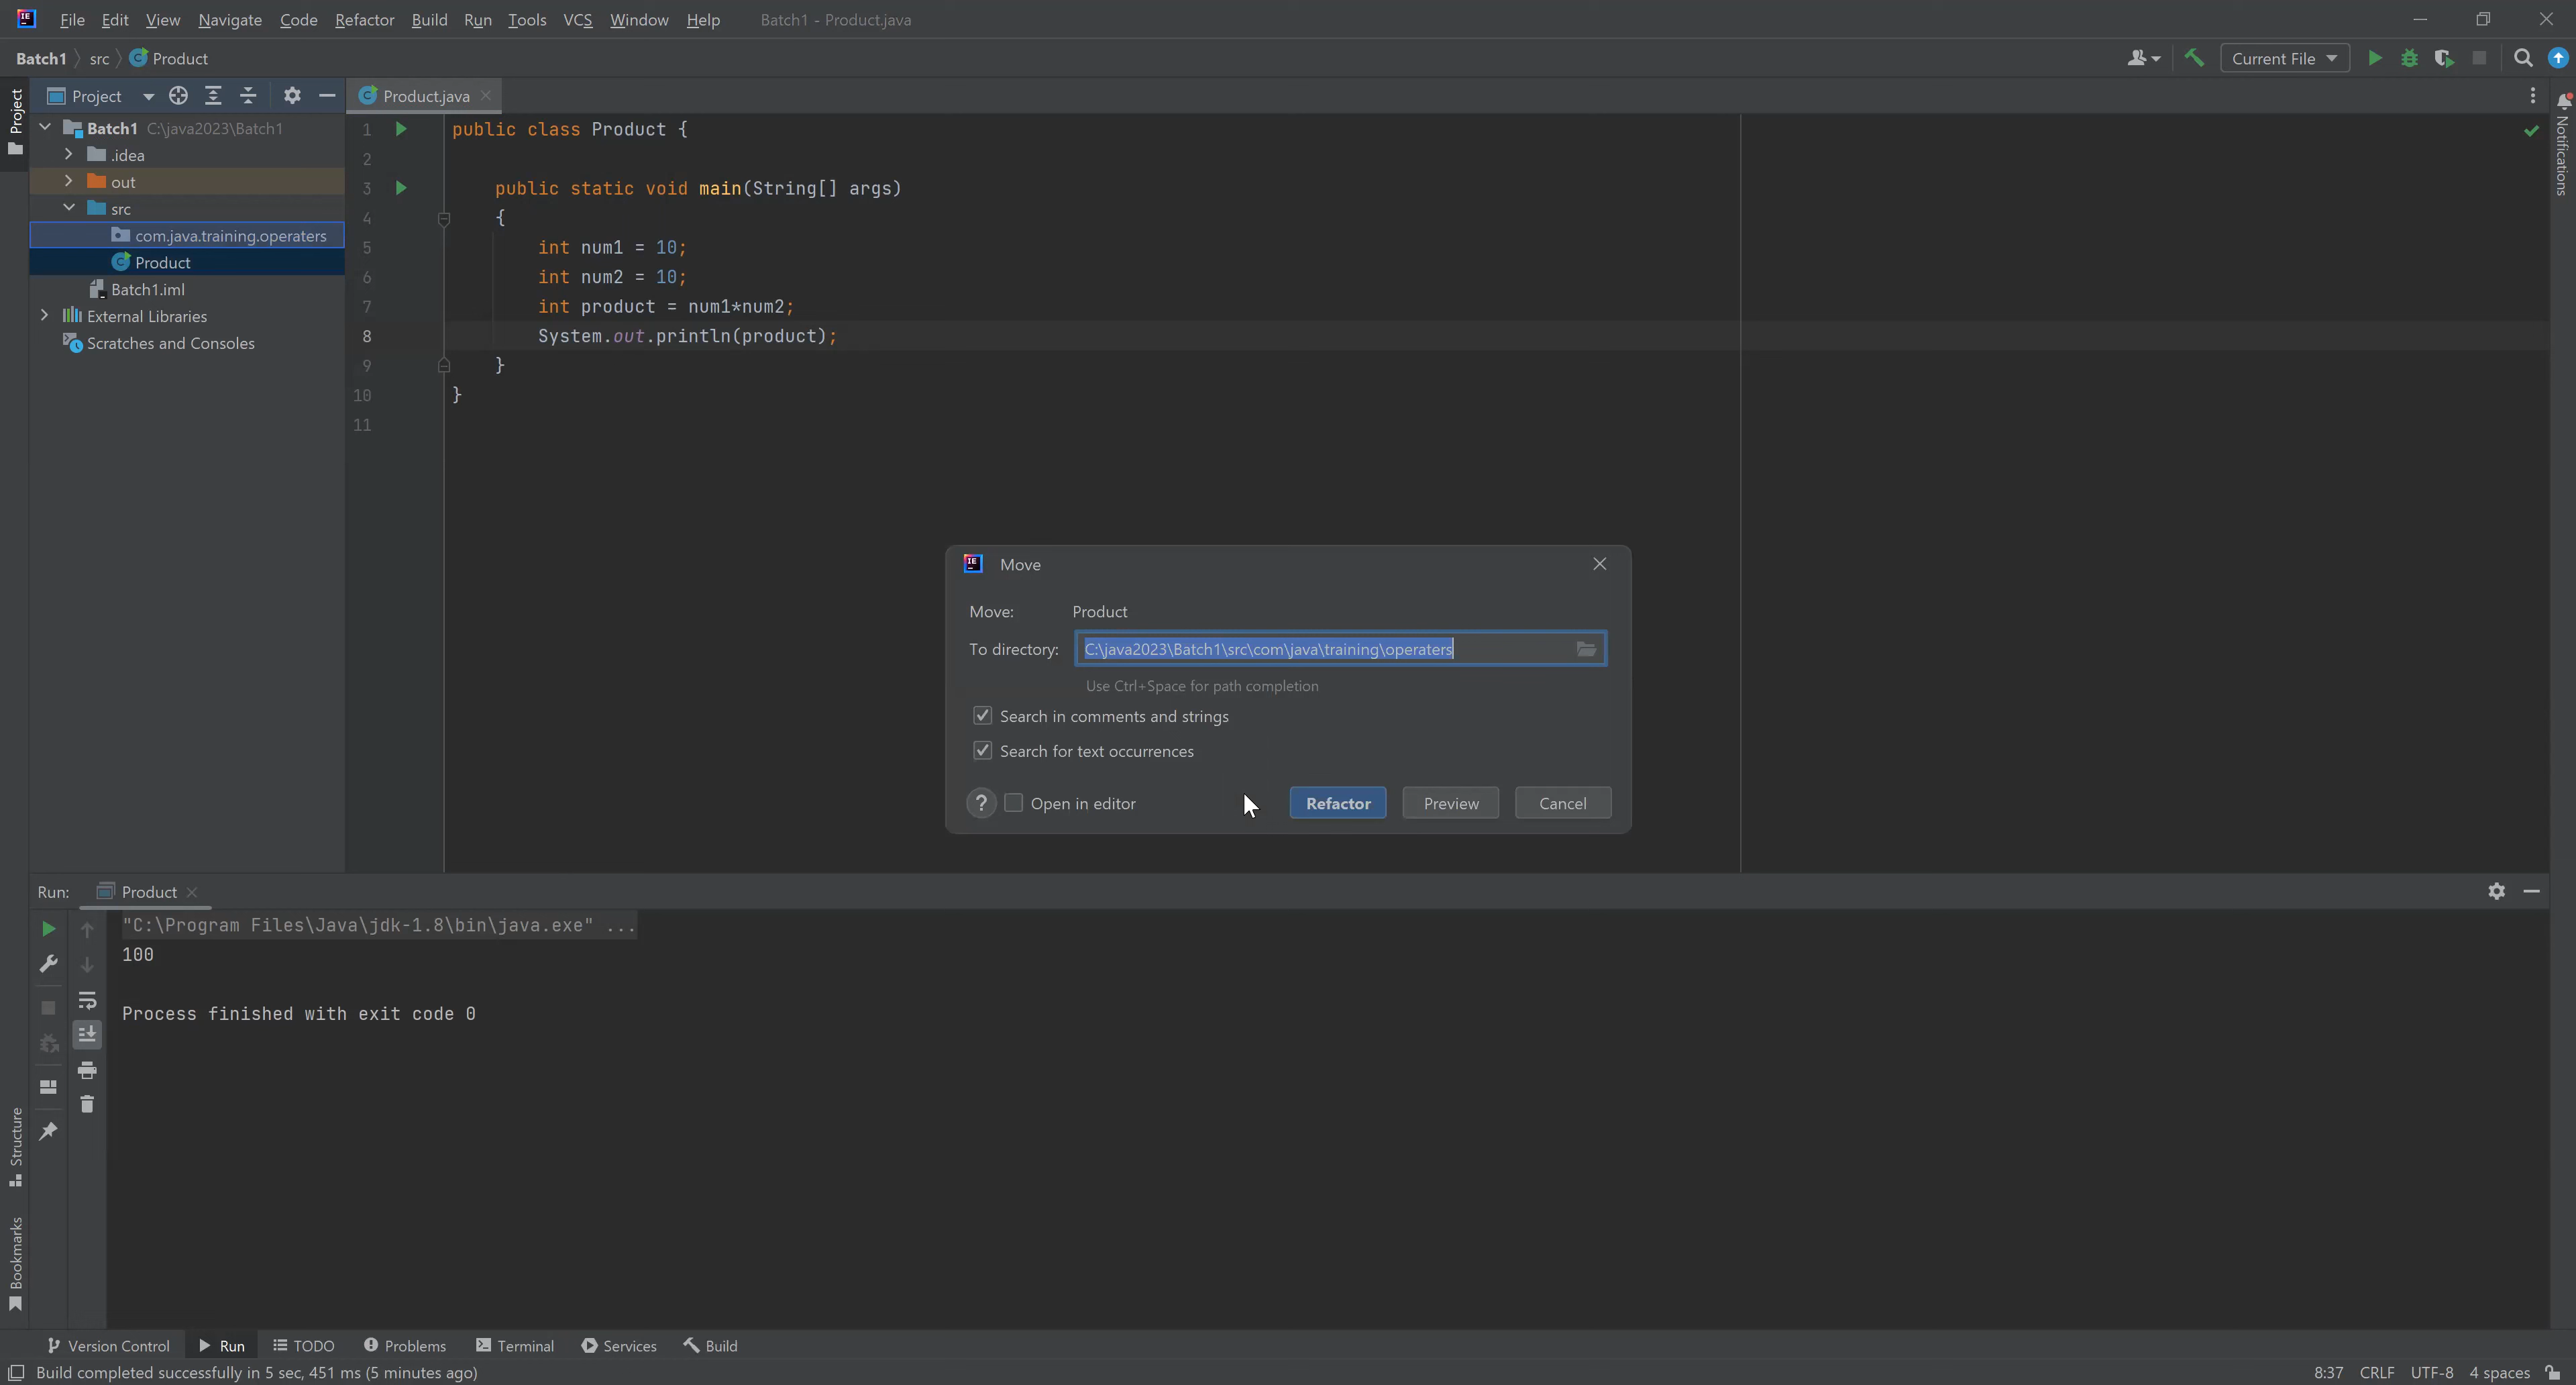 File Edit View Navigate Code Refactor Build Run Tools VCS Window Help Batch1 - Product.java
Batch1 src Product Current File
Project Product.java
Project
Batch1 C:\java2023\Batch1
.idea
out
src
com.java.training.operaters
Product
Batch1.iml
External Libraries
Scratches and Consoles
1 public class Product {
2
3 public static void main(String[] args)
4 {
5 int num1 = 10;
6 int num2 = 10;
7 int product = num1*num2;
8 System.out.println(product);
9 }
10 }
11
Notifications
Move
Move: Product
To directory: C:\java2023\Batch1\src\com\java\training\operaters
Use Ctrl+Space for path completion
Search in comments and strings
Search for text occurrences
? Open in editor Refactor Preview Cancel
Run: Product
"C:\Program Files\Java\jdk-1.8\bin\java.exe" ...
100
Process finished with exit code 0
Structure
Bookmarks
Version Control Run TODO Problems Terminal Services Build
Build completed successfully in 5 sec, 451 ms (5 minutes ago) 8:37 CRLF UTF-8 4 spaces